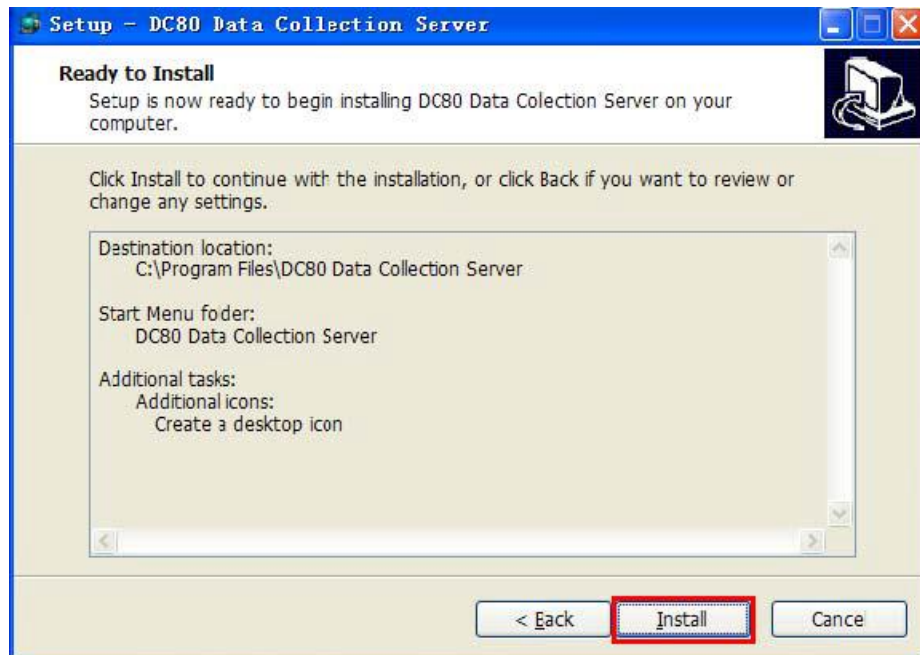 Setup - DC80 Data Collection Server
Ready to Install
Setup is now ready to begin installing DC80 Data Colection Server on your
computer.
Click Install to continue with the installation, or click Back if you want to review or
change any settings.
Destination location:
C:\Program Files\DC80 Data Collection Server
Start Menu folder:
DC80 Data Collection Server
Additional tasks:
Additional icons:
Create a desktop icon
< Back
Install
Cancel